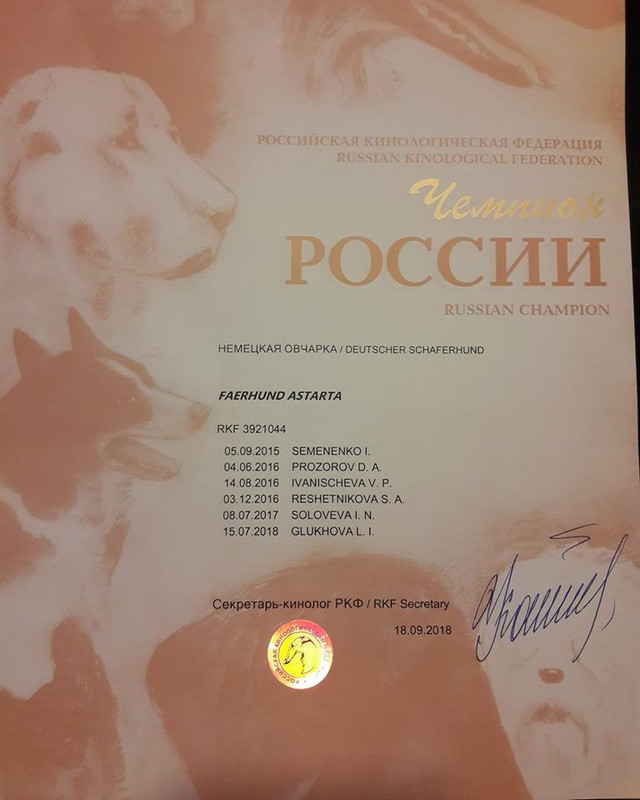 РОССИЙСКАЯ КИНОЛОГИЧЕСКАЯ ФЕДЕРАЦИЯ
RUSSIAN KINOLOGICAL FEDERATION
Чемпион
РОССИИ
RUSSIAN CHAMPION
НЕМЕЦКАЯ ОВЧАРКА / DEUTSCHER SCHAFERHUND
FAERHUND ASTARTA
RKF 3921044
05.09.2015 SEMENENKO I.
04.06.2016 PROZOROV D. A.
14.08.2016 IVANISCHEVA V. P.
03.12.2016 RESHETNIKOVA S. A.
08.07.2017 SOLOVEVA I. N.
15.07.2018 GLUKHOVA L. I.
Секретарь-кинолог РКФ / RKF Secretary
18.09.2018